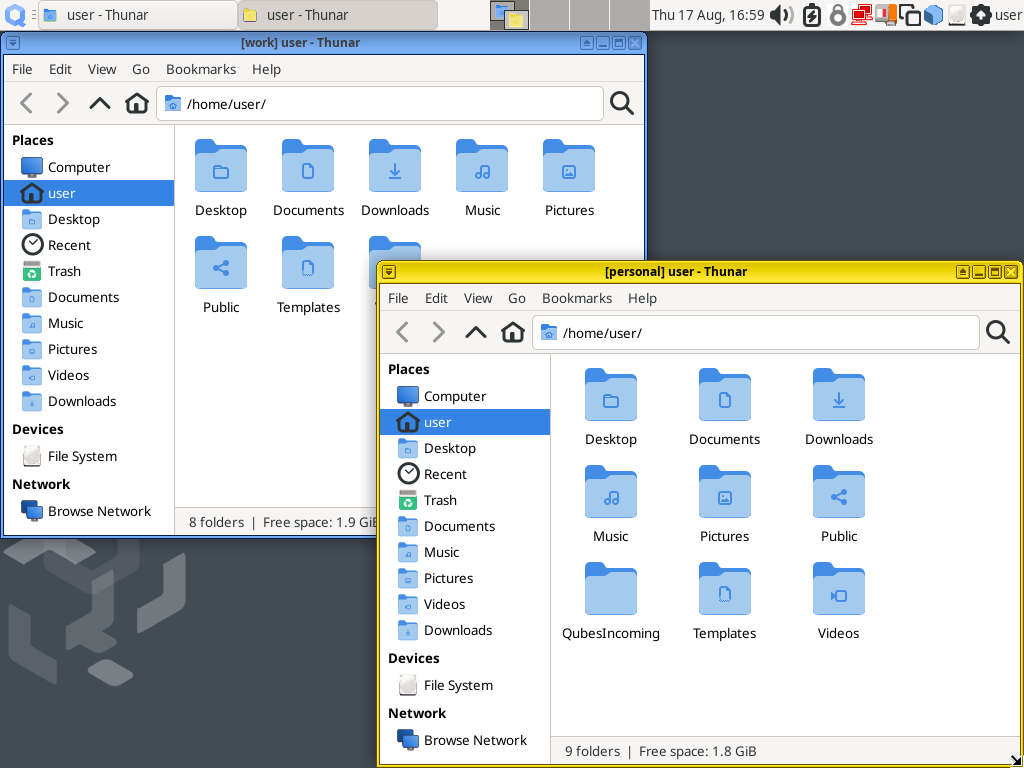 user - Thunar
user - Thunar
Thu 17 Aug, 16:59
user
[work] user - Thunar
File Edit View Go Bookmarks Help
/home/user/
Places
Computer
user
Desktop
Recent
Trash
Documents
Music
Pictures
Videos
Downloads
Devices
File System
Network
Browse Network
Desktop Documents Downloads Music Pictures
Public Templates
8 folders | Free space: 1.9 GiB
[personal] user - Thunar
File Edit View Go Bookmarks Help
/home/user/
Places
Computer
user
Desktop
Recent
Trash
Documents
Music
Pictures
Videos
Downloads
Devices
File System
Network
Browse Network
Desktop Documents Downloads
Music Pictures Public
QubesIncoming Templates Videos
9 folders | Free space: 1.8 GiB